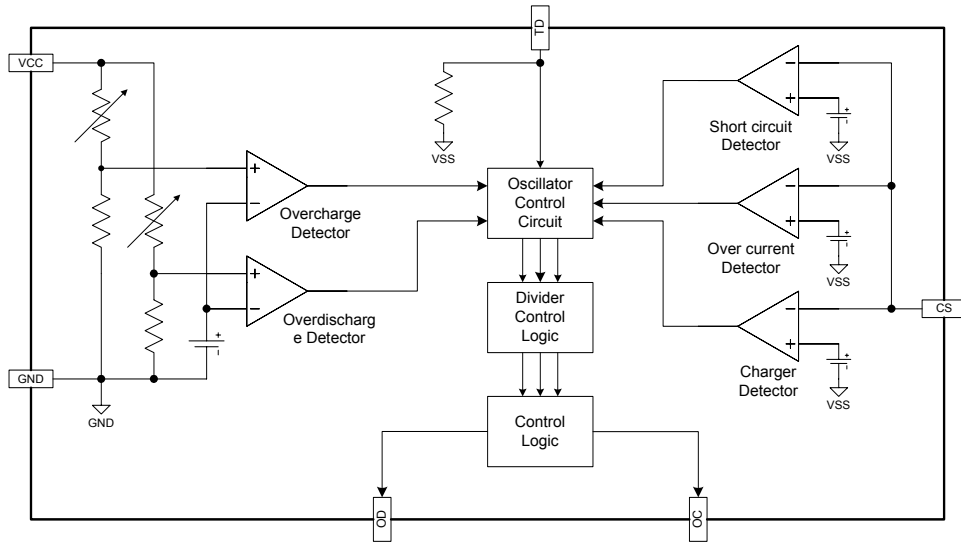 TD
VCC
VSS
Short circuit
Detector
VSS
+
-
-
+
+
-
Overcharge
Detector
Oscillator
Control
Circuit
-
+
+
-
Over current
Detector
VSS
+
-
Overdischarg
e Detector
+
-
Divider
Control
Logic
-
+
+
-
Charger
Detector
VSS
CS
GND
GND
Control
Logic
OD
OC